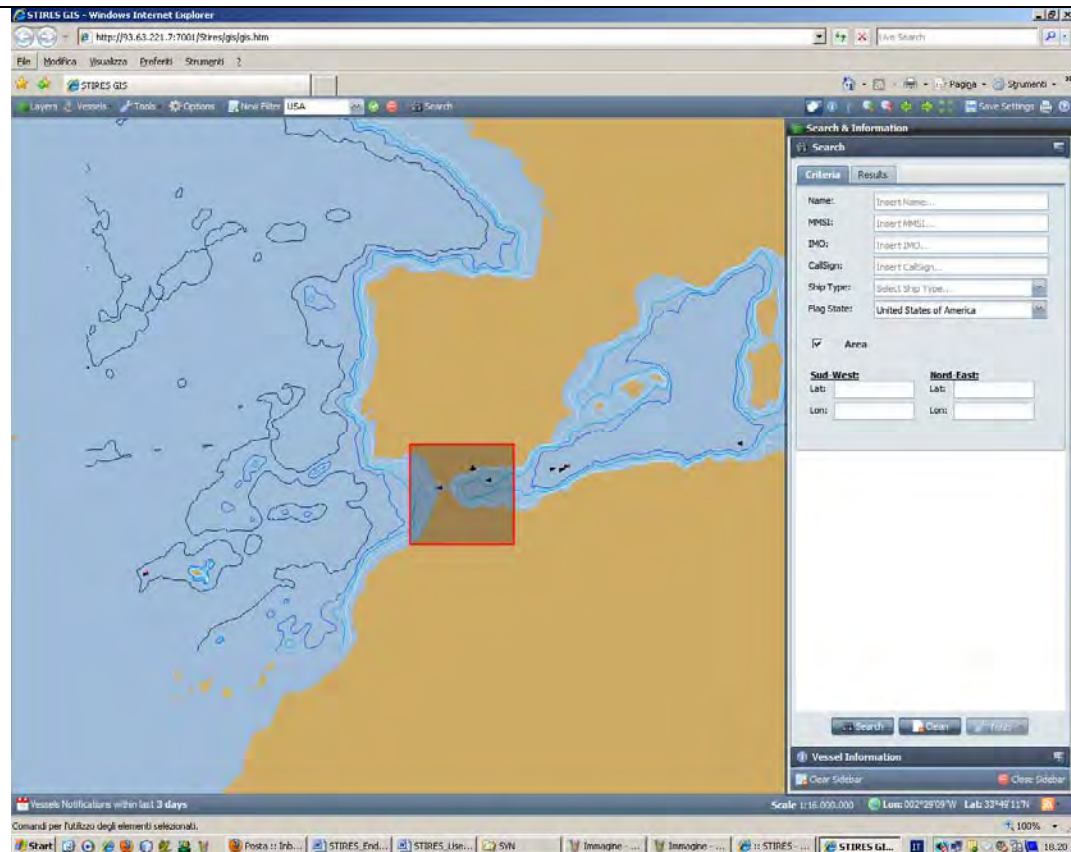 STIRES GIS - Windows Internet Explorer
http://93.63.221.7:7001/Stires/gis/gis.htm
Live Search
File Modifica Visualizza Preferiti Strumenti ?
STIRES GIS
Pagina Strumenti
Layers Vessels Tools Options New Filter USA Search Save Settings
Search & Information
Search
Criteria Results
Name: Insert Name...
MMSI: Insert MMSI...
IMO: Insert IMO...
CallSign: Insert CallSign...
Ship Type: Select Ship Type...
Flag State: United States of America
Area
Sud-West: Nord-East:
Lat: Lat:
Lon: Lon:
Search Clean
Vessel Information
Clear Sidebar Close Sidebar
Vessels Notifications within last 3 days
Scale 1:16.000.000 Lon: 002°29'09"W Lat: 33°49'11"N
Comandi per l'utilizzo degli elementi selezionati.
100%
Start Posta :: Inb... STIRES_End... STIRES_Use... SVN Immagine - ... Immagine - ... :: STIRES - ... STIRES GI... IT 18.20